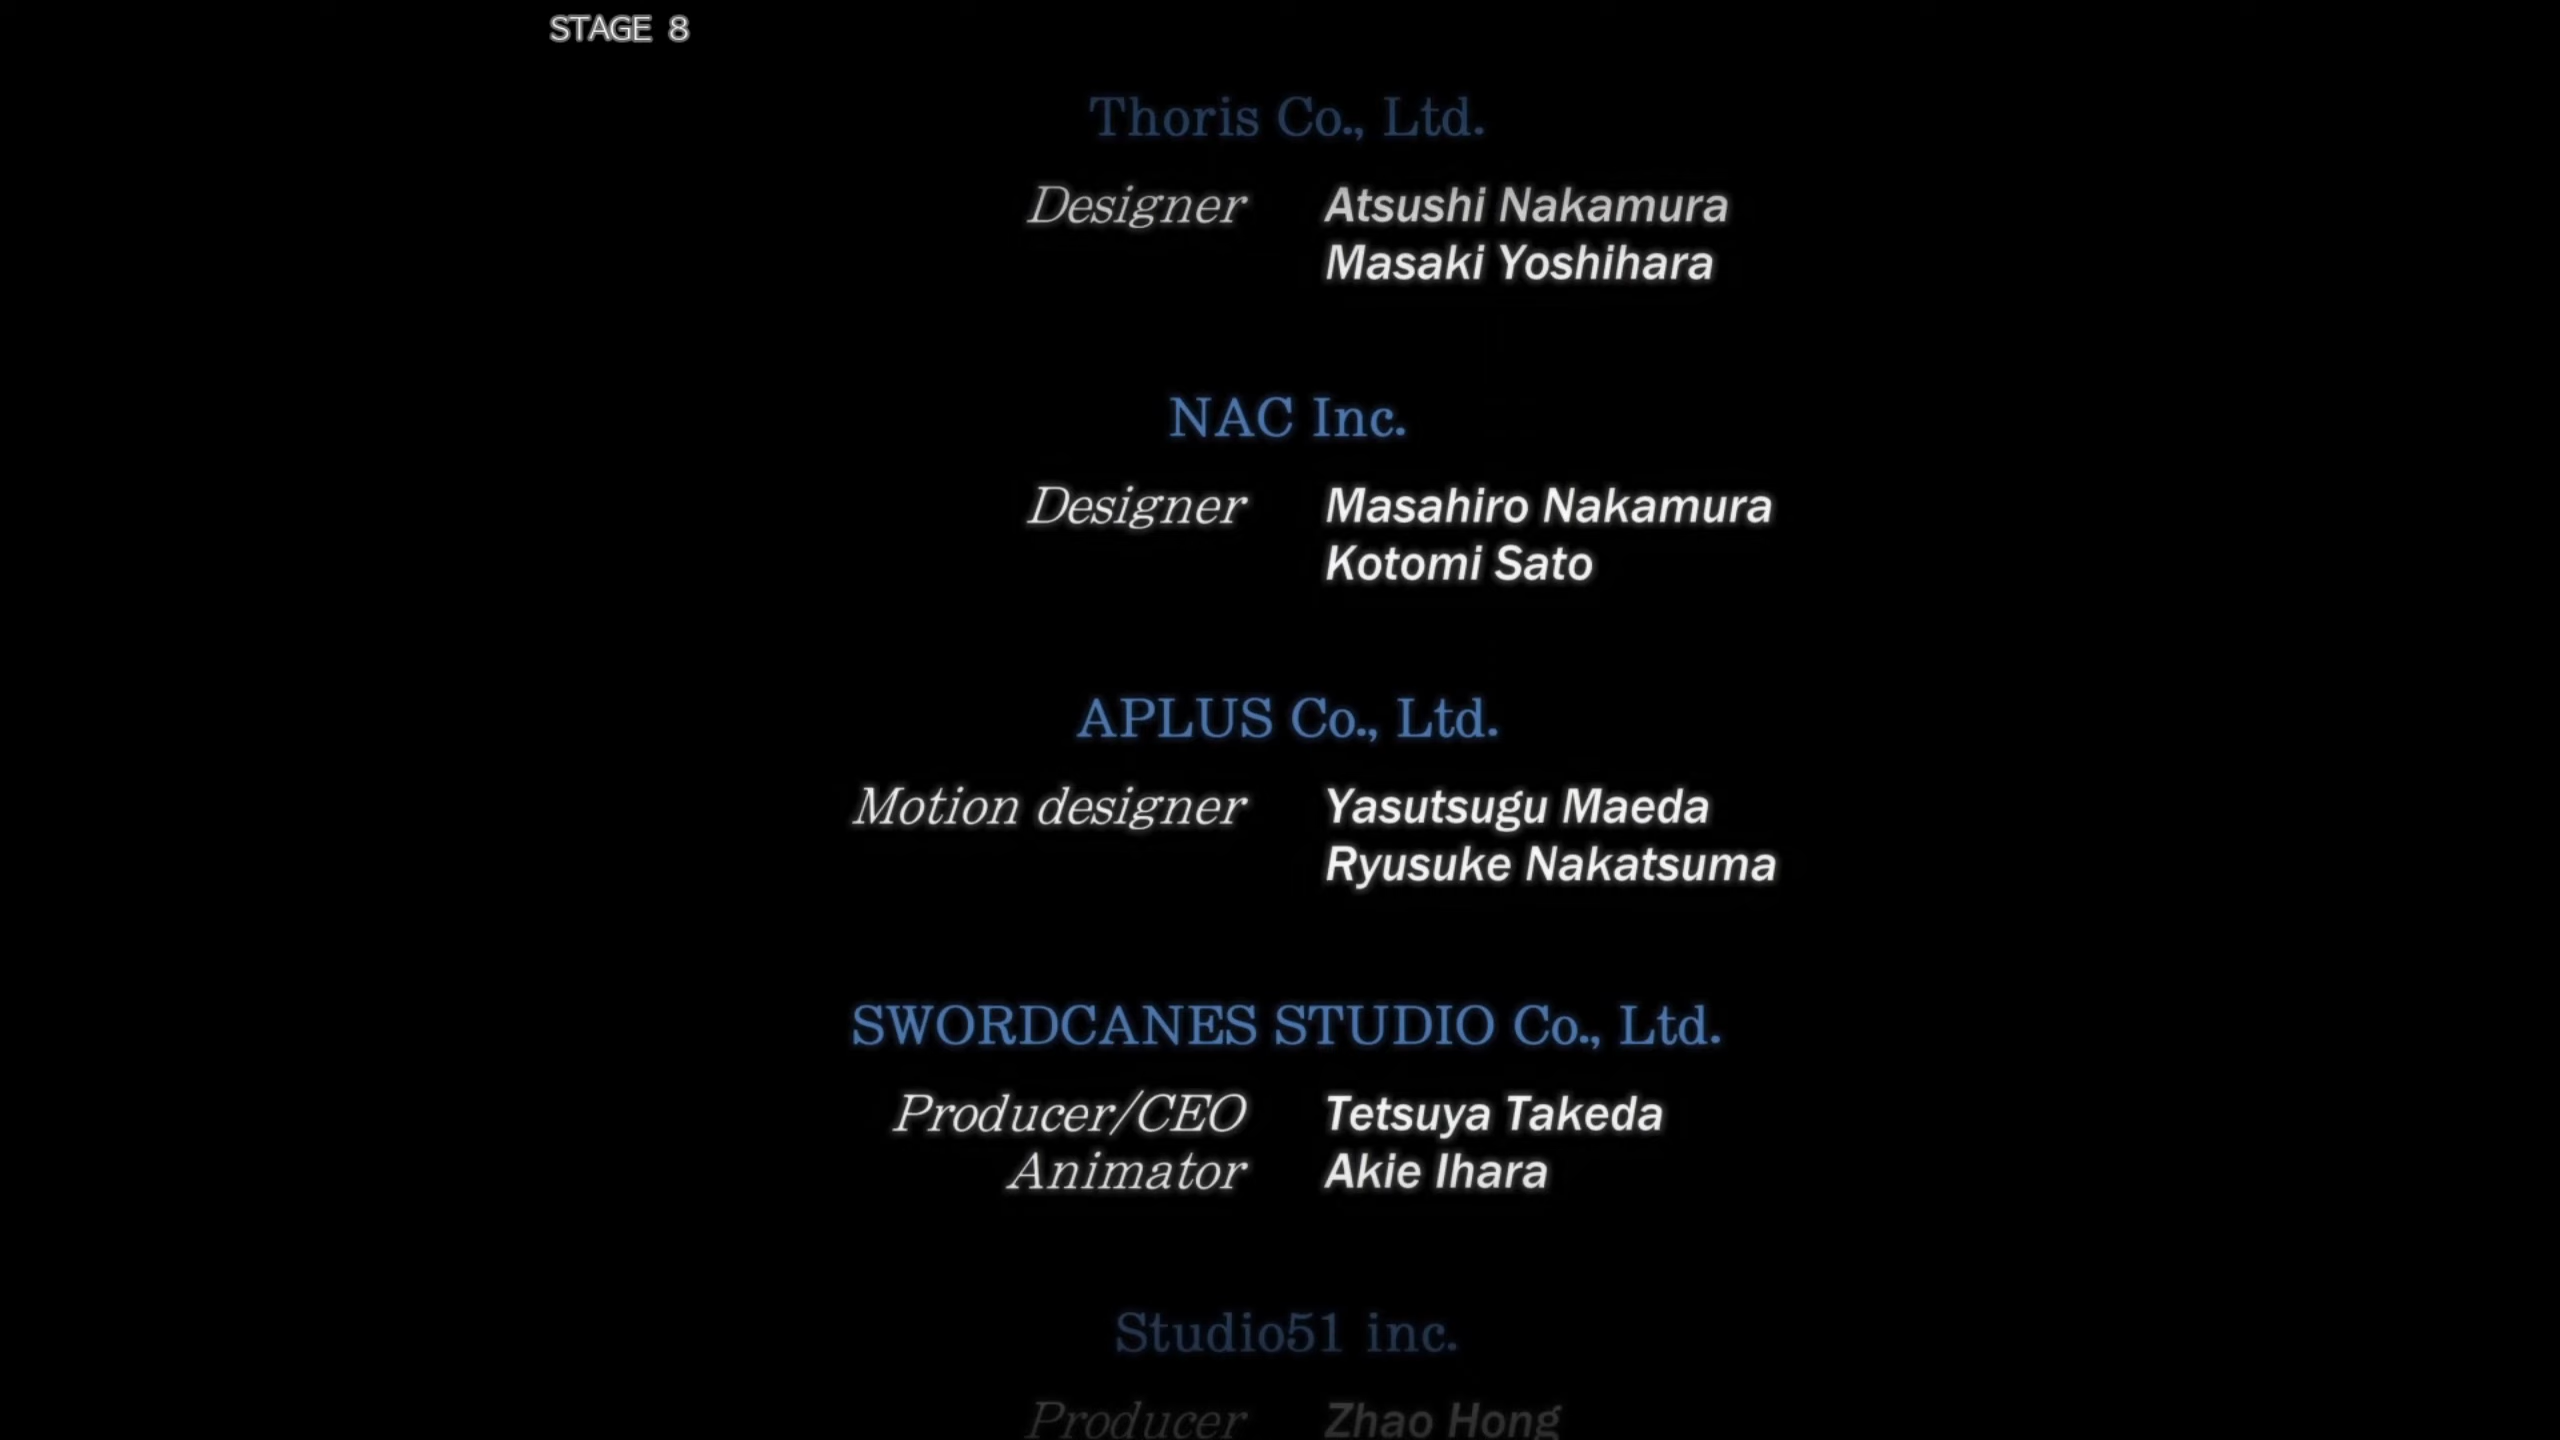 STAGE 8
Thoris Co., Ltd.
Designer Atsushi Nakamura
Masaki Yoshihara
NAC Inc.
Designer Masahiro Nakamura
Kotomi Sato
APLUS Co., Ltd.
Motion designer Yasutsugu Maeda
Ryusuke Nakatsuma
SWORDCANES STUDIO Co., Ltd.
Producer/CEO Tetsuya Takeda
Animator Akie Ihara
Studio51 inc.
Producer Zhao Hong